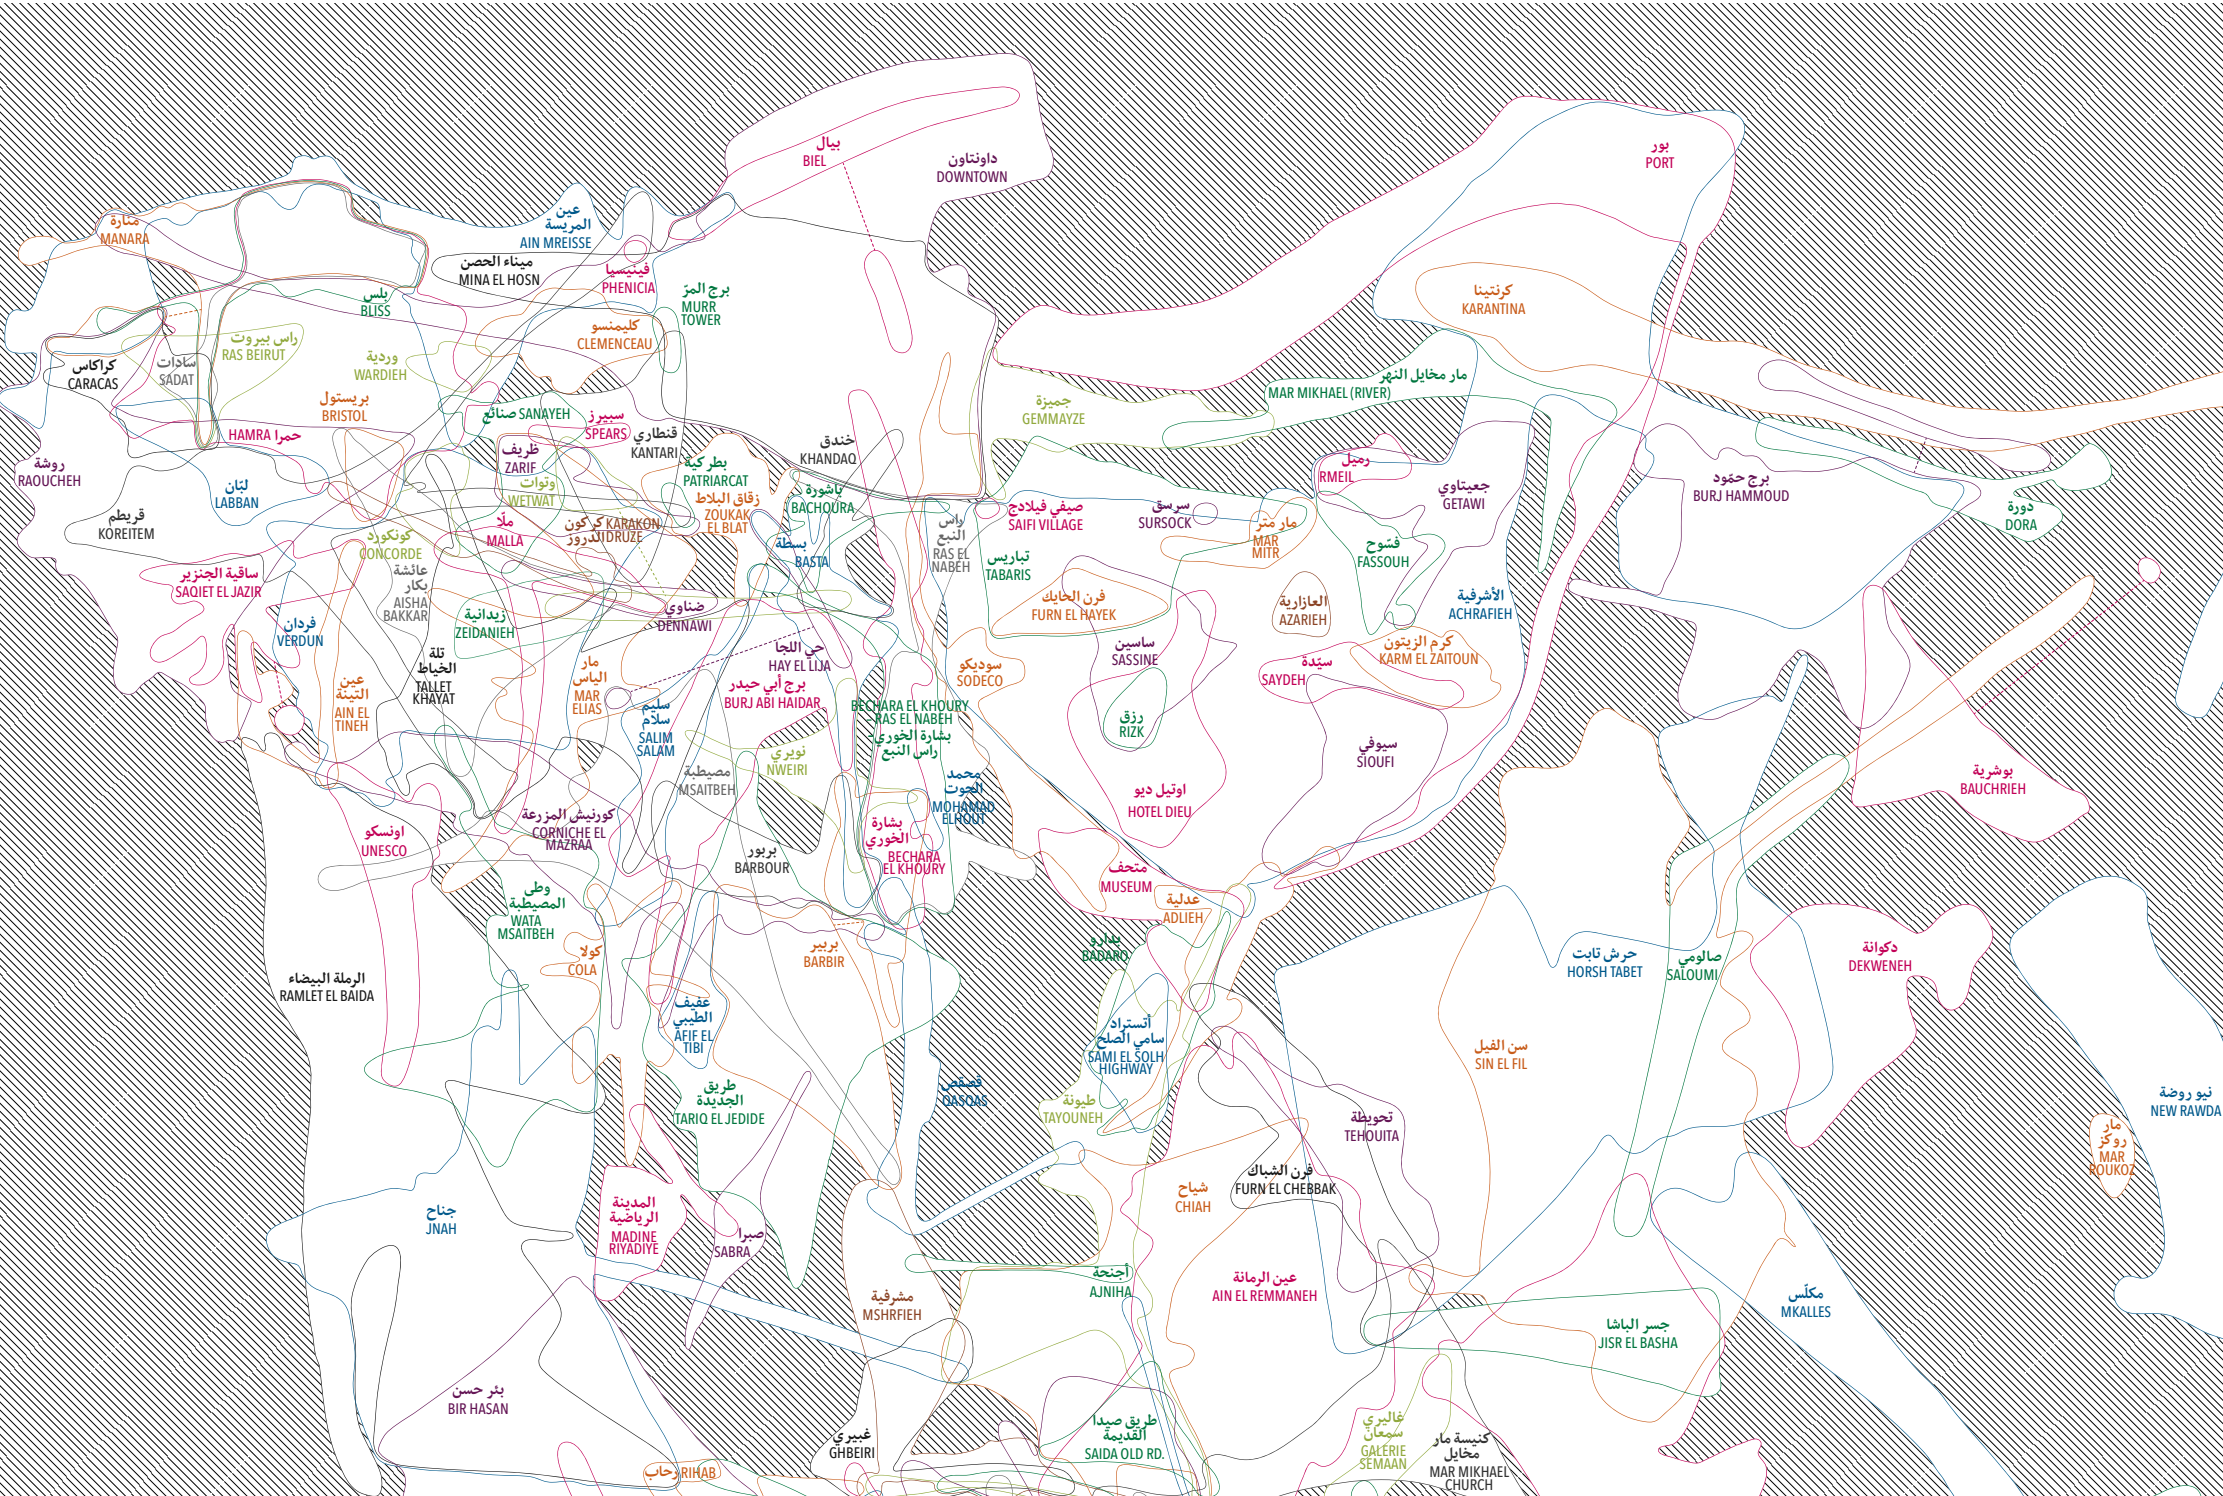 بيال
BIEL
داونتاون
DOWNTOWN
بور
PORT
منارة
MANARA
عين
المريسة
AIN MREISSE
ميناء الحصن
MINA EL HOSN
فينيسيا
PHENICIA
برج المرّ
MURR
TOWER
بلس
BLISS
كليمنسو
CLEMENCEAU
كرنتينا
KARANTINA
راس بيروت
RAS BEIRUT
سادات
SADAT
كراكاس
CARACAS
وردية
WARDIEH
بريستول
BRISTOL
صنائع SANAYEH
سبيرز
SPEARS
مار مخايل النهر
MAR MIKHAEL (RIVER)
جميزة
GEMMAYZE
HAMRA حمرا
ظريف
ZARIF
قنطاري
KANTARI
خندق
KHANDAQ
روشة
RAOUCHEH
لبّان
LABBAN
وتوات
WETWAT
بطركية
PATRIARCAT
زقاق البلاط
ZOUKAK
EL BLAT
باشورة
BACHOURA
رميل
RMEIL
جعيتاوي
GETAWI
برج حمّود
BURJ HAMMOUD
دورة
DORA
قريطم
KOREITEM
كونكورد
CONCORDE
ملّا
MALLA
كركون KARAKON
الدروز DRUZE
بسطة
BASTA
راس
النبع
RAS EL
NABEH
صيفي فيلادج
SAIFI VILLAGE
سرسق
SURSOCK
مار متر
MAR
MITR
تباريس
TABARIS
فسّوح
FASSOUH
ساقية الجنزير
SAQIET EL JAZIR
عائشة
بكار
AISHA
BAKKAR
زيدانية
ZEIDANIEH
ضناوي
DENNAWI
فرن الحايك
FURN EL HAYEK
العازارية
AZARIEH
الأشرفية
ACHRAFIEH
فردان
VERDUN
تلة
الخياط
TALLET
KHAYAT
عين
التينة
AIN EL
TINEH
مار
الياس
MAR
ELIAS
حي اللجا
HAY EL LIJA
برج أبي حيدر
BURJ ABI HAIDAR
سوديكو
SODECO
ساسين
SASSINE
سيّدة
SAYDEH
كرم الزيتون
KARM EL ZAITOUN
سليم
سلام
SALIM
SALAM
BECHARA EL KHOURY
- RAS EL NABEH
بشارة الخوري-
راس النبع
رزق
RIZK
سيوفي
SIOUFI
نويري
NWEIRI
مصيطبة
MSAITBEH
محمد
الحوت
MOHAMAD
ELHOUT
اوتيل ديو
HOTEL DIEU
بوشرية
BAUCHRIEH
اونسكو
UNESCO
كورنيش المزرعة
CORNICHE EL
MAZRAA
بربور
BARBOUR
بشارة
الخوري
BECHARA
EL KHOURY
متحف
MUSEUM
عدلية
ADLIEH
وطى
المصيطبة
WATA
MSAITBEH
كولا
COLA
بربير
BARBIR
بدارو
BADARO
حرش تابت
HORSH TABET
صالومي
SALOUMI
دكوانة
DEKWENEH
الرملة البيضاء
RAMLET EL BAIDA
عفيف
الطيبي
AFIF EL
TIBI
أتستراد
سامي الصلح
SAMI EL SOLH
HIGHWAY
سن الفيل
SIN EL FIL
طريق
الجديدة
TARIQ EL JEDIDE
قصقص
QASQAS
طيونة
TAYOUNEH
تحويطة
TEHOUITA
نيو روضة
NEW RAWDA
مار
روكز
MAR
ROUKOZ
جناح
JNAH
المدينة
الرياضية
MADINE
RIYADIYE
صبرا
SABRA
شياح
CHIAH
فرن الشباك
FURN EL CHEBBAK
أجنحة
AJNIHA
عين الرمانة
AIN EL REMMANEH
مشرفية
MSHRFIEH
مكلّس
MKALLES
جسر الباشا
JISR EL BASHA
بئر حسن
BIR HASAN
غبيري
GHBEIRI
طريق صيدا
القديمة
SAIDA OLD RD.
غاليري
سمعان
GALERIE
SEMAAN
كنيسة مار
مخايل
MAR MIKHAEL
CHURCH
رحاب RIHAB